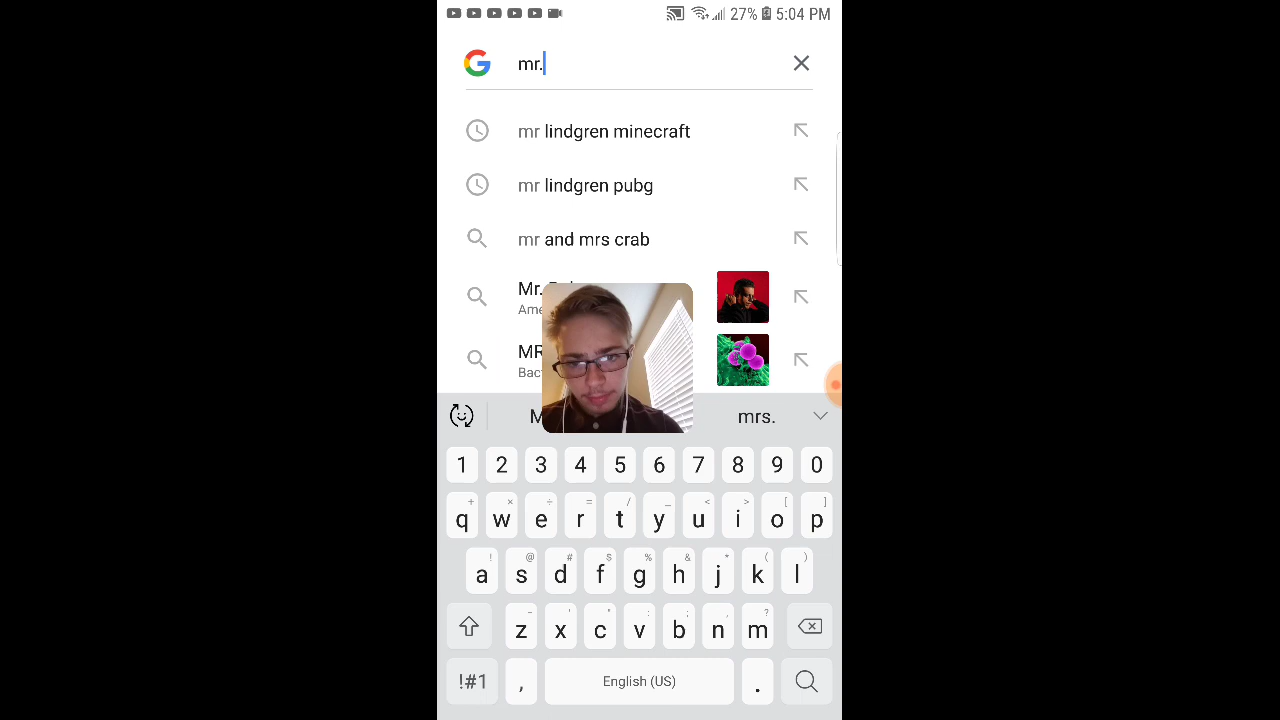 27% 5:04 PM
mr.
mr lindgren minecraft
mr lindgren pubg
mr and mrs crab
Mr.
mrs.
1 2 3 4 5 6 7 8 9 0
+ × ÷ = / _ < > [ ]
q w e r t y u i o p
! @ # $ % & * ( )
a s d f g h j k l
- ' " : ; , ?
z x c v b n m
!#1 , English (US) .